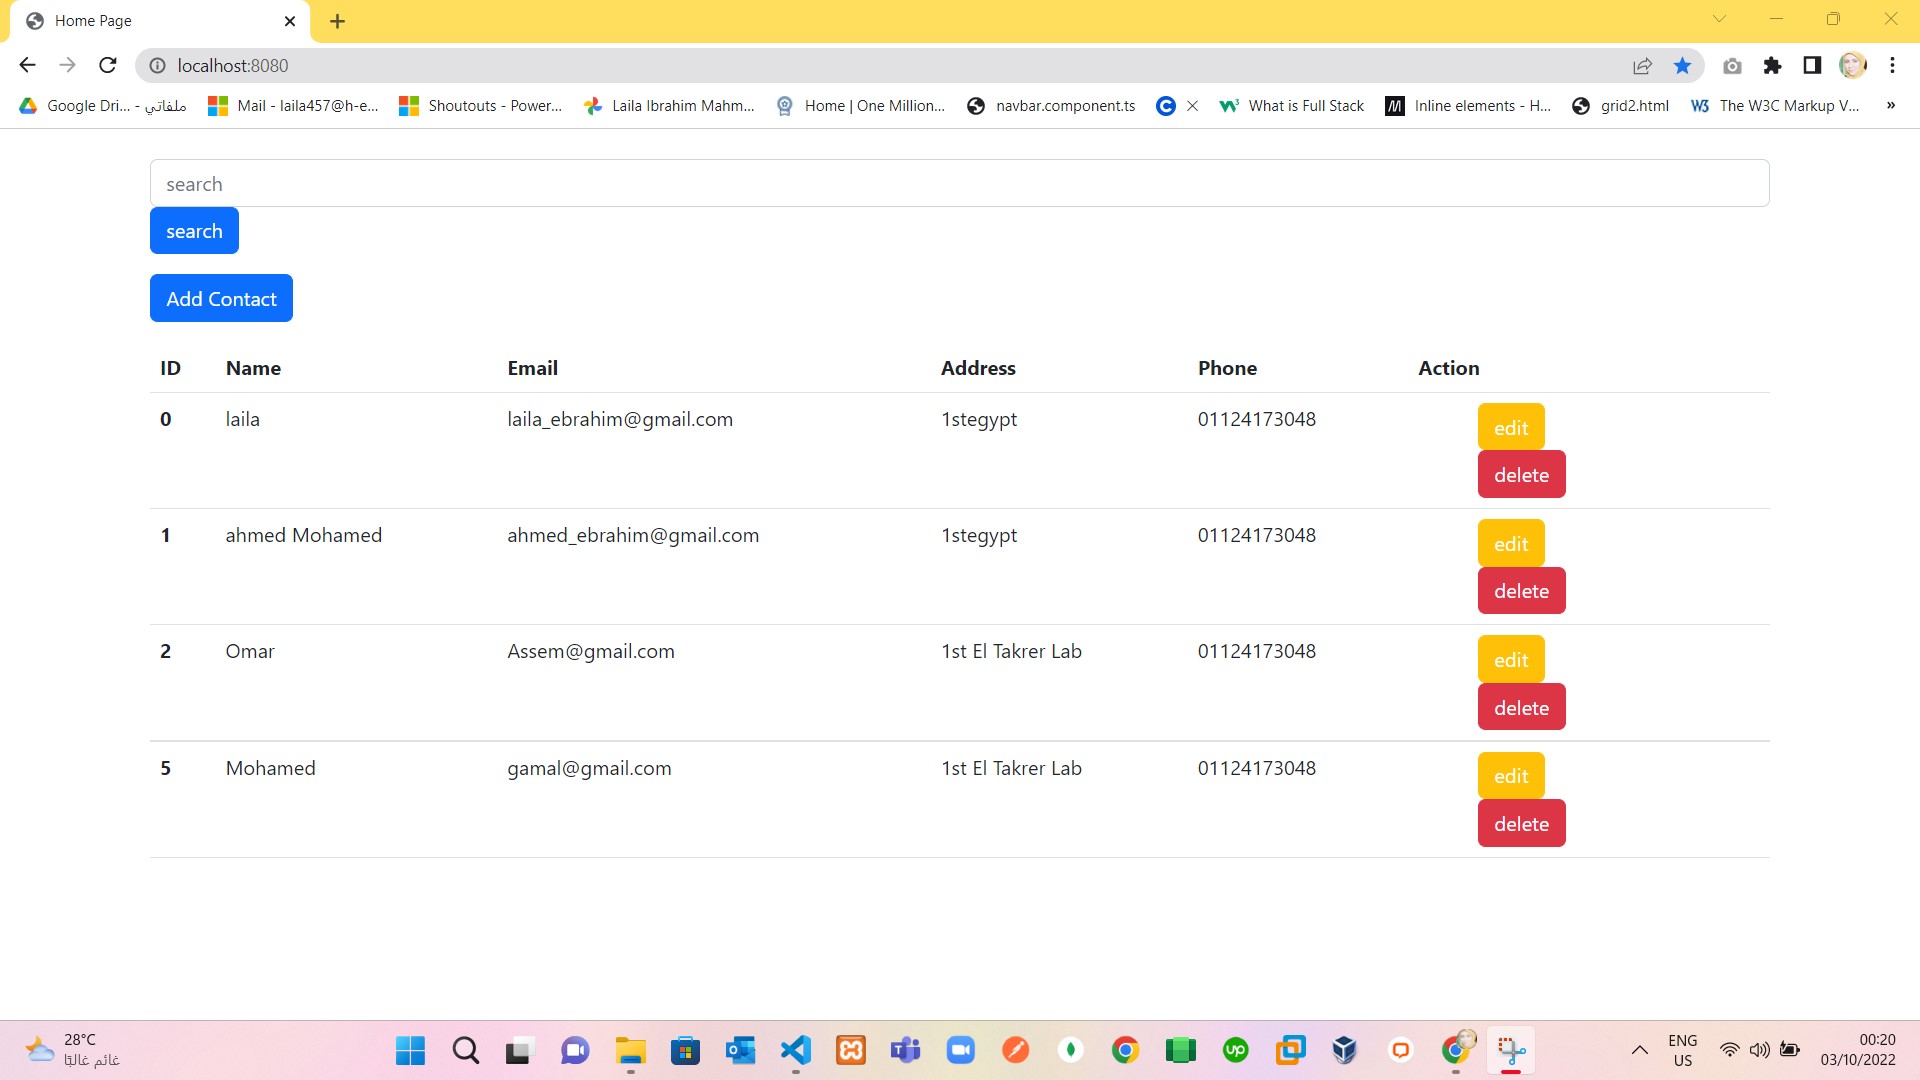 Home Page
localhost:8080
Google Dri... - ملفاتي
Mail - laila457@h-e...
Shoutouts - Power...
Laila Ibrahim Mahm...
Home | One Million...
navbar.component.ts
What is Full Stack
Inline elements - H...
grid2.html
The W3C Markup V...
»
search
search
Add Contact
ID Name Email Address Phone Action
0 laila laila_ebrahim@gmail.com 1stegypt 01124173048 edit
delete
1 ahmed Mohamed ahmed_ebrahim@gmail.com 1stegypt 01124173048 edit
delete
2 Omar Assem@gmail.com 1st El Takrer Lab 01124173048 edit
delete
5 Mohamed gamal@gmail.com 1st El Takrer Lab 01124173048 edit
delete
28°C
غائم غالبًا
ENG
US
00:20
03/10/2022